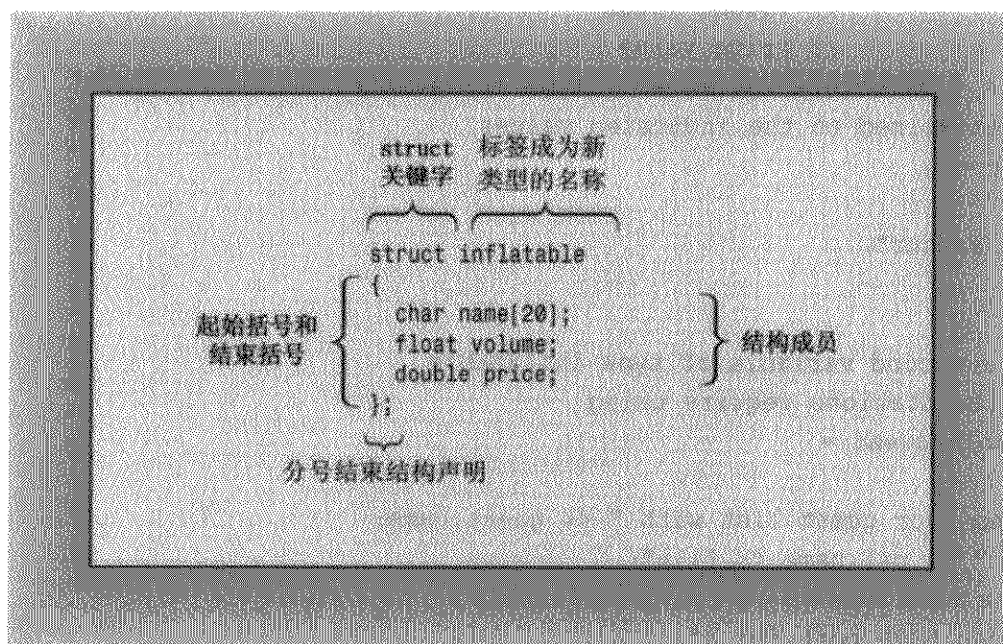 struct 标签成为新
关键字 类型的名称
struct inflatable
{
起始括号和
结束括号
char name[20];
float volume;
double price;
结构成员
};
分号结束结构声明